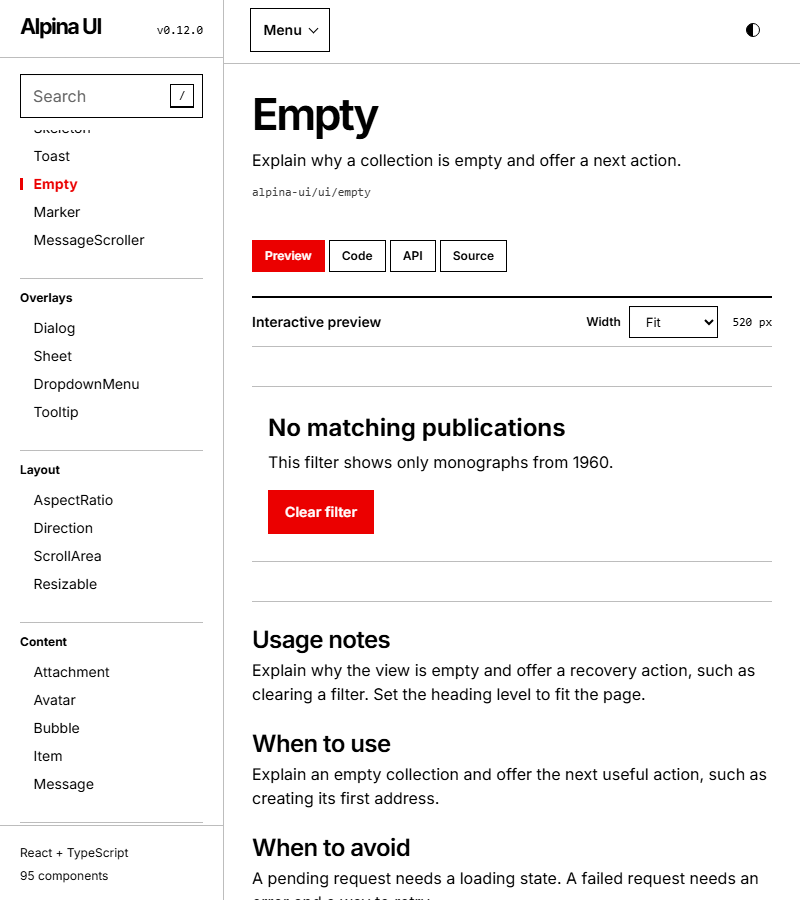 Alpina UI
v0.12.0
Search
/
Skeleton
Toast
Empty
Marker
MessageScroller
Overlays
Dialog
Sheet
DropdownMenu
Tooltip
Layout
AspectRatio
Direction
ScrollArea
Resizable
Content
Attachment
Avatar
Bubble
Item
Message
React + TypeScript
95 components
Menu
Empty
Explain why a collection is empty and offer a next action.
alpina-ui/ui/empty
Preview
Code
API
Source
Interactive preview
Width
Fit
520 px
No matching publications
This filter shows only monographs from 1960.
Clear filter
Usage notes
Explain why the view is empty and offer a recovery action, such as
clearing a filter. Set the heading level to fit the page.
When to use
Explain an empty collection and offer the next useful action, such as
creating its first address.
When to avoid
A pending request needs a loading state. A failed request needs an
error and a way to retry.